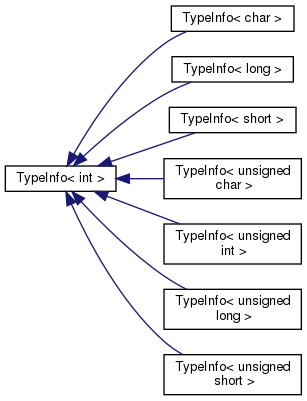 TypeInfo< char >
TypeInfo< long >
TypeInfo< short >
TypeInfo< int >
TypeInfo< unsigned
char >
TypeInfo< unsigned
int >
TypeInfo< unsigned
long >
TypeInfo< unsigned
short >